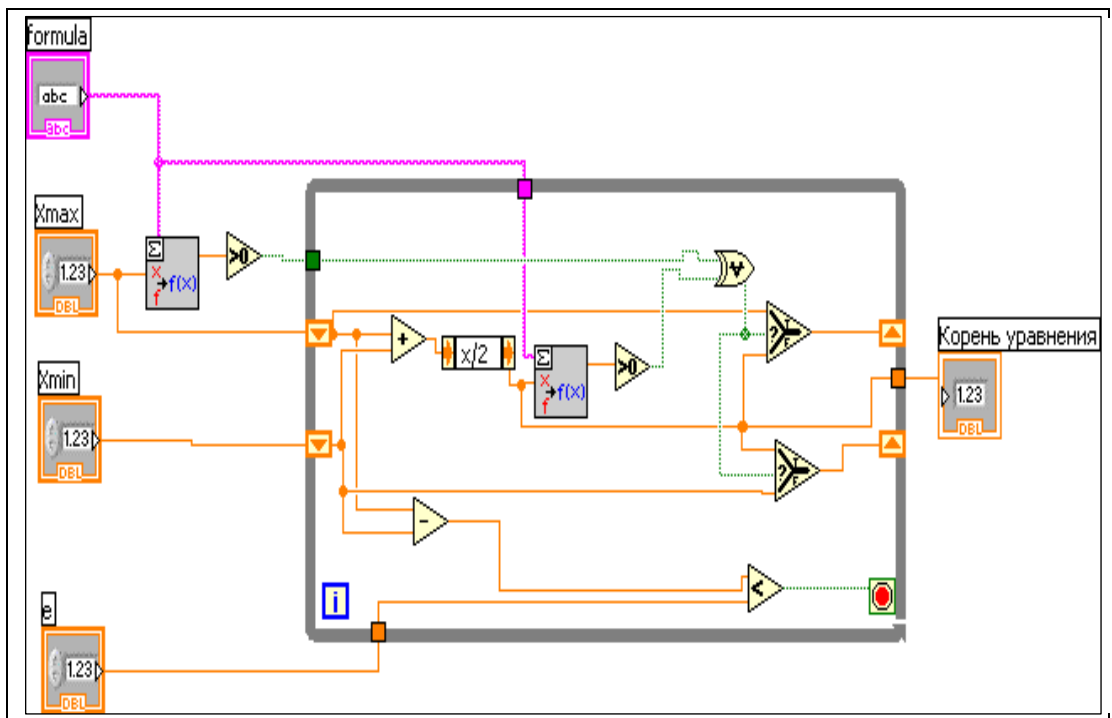 formula
abc
abc
Xmax
1.23
DBL
Σ
x
f
f(x)
>0
∀
?
+
x/2
Σ
x
f
f(x)
>0
Корень уравнения
1.23
DBL
Xmin
1.23
DBL
?
-
<
i
e
1.23
DBL